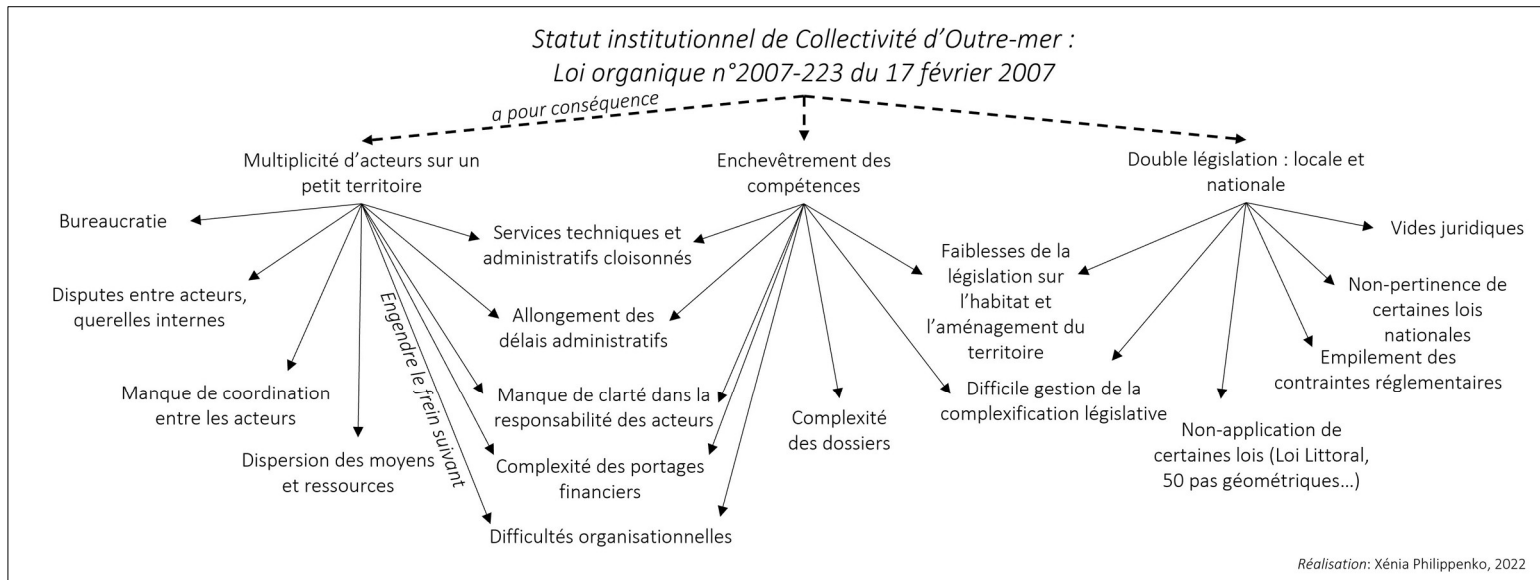 Statut institutionnel de Collectivité d’Outre-mer :
Loi organique n°2007-223 du 17 février 2007
a pour conséquence
Multiplicité d’acteurs sur un
petit territoire
Enchevêtrement des
compétences
Double législation : locale et
nationale
Bureaucratie
Disputes entre acteurs,
querelles internes
Manque de coordination
entre les acteurs
Dispersion des moyens
et ressources
Engendre le frein suivant
Services techniques et
administratifs cloisonnés
Allongement des
délais administratifs
Manque de clarté dans la
responsabilité des acteurs
Complexité des portages
financiers
Difficultés organisationnelles
Complexité
des dossiers
Faiblesses de la
législation sur
l’habitat et
l’aménagement du
territoire
Difficile gestion de la
complexification législative
Non-application de
certaines lois (Loi Littoral,
50 pas géométriques…)
Empilement des
contraintes réglementaires
Non-pertinence de
certaines lois
nationales
Vides juridiques
Réalisation: Xénia Philippenko, 2022